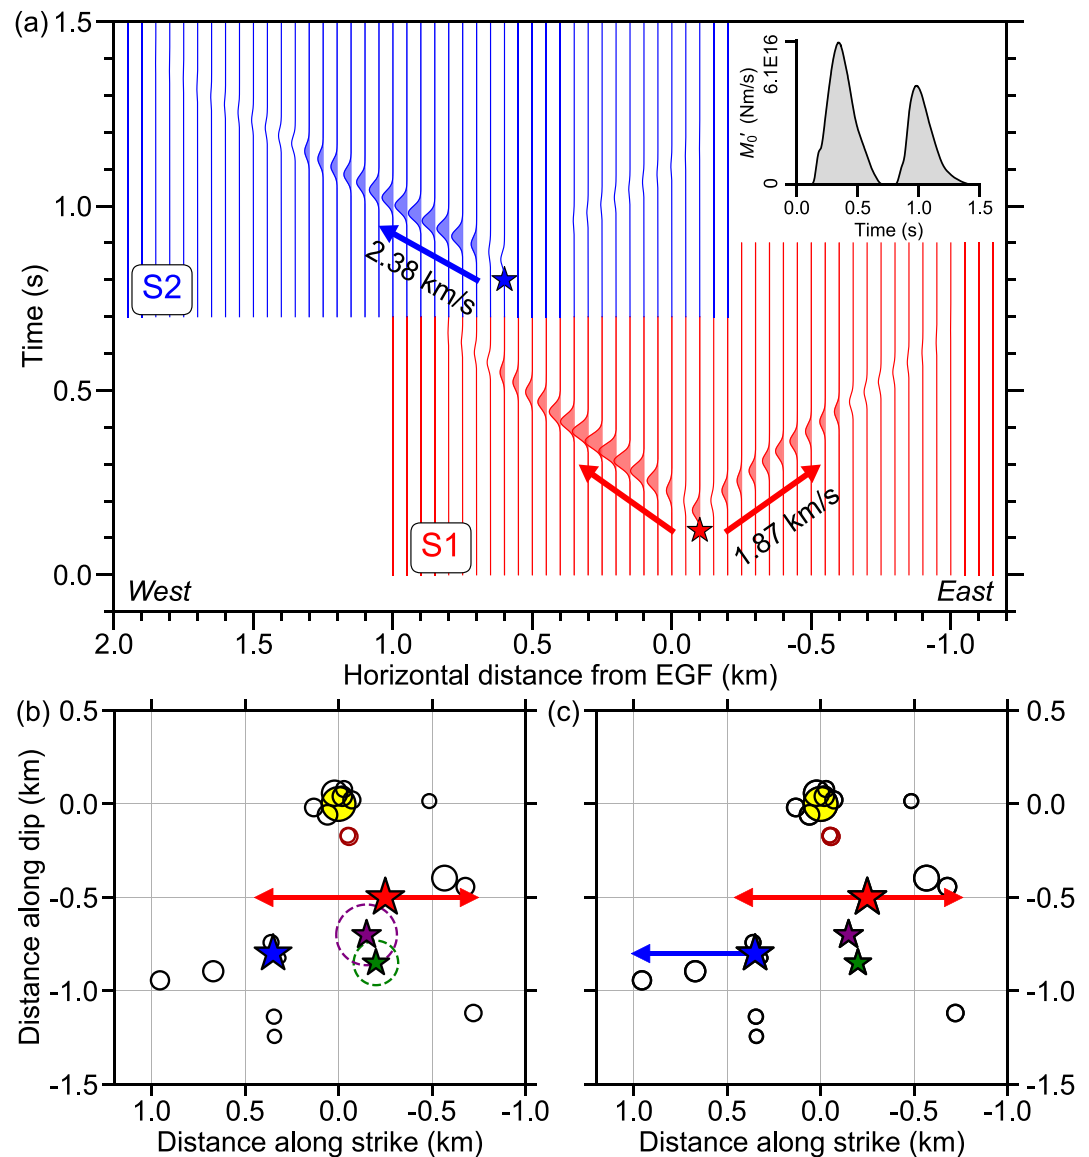 (a)
1.5
1.0
0.5
0.0
Time (s)
S2
2.38 km/s
S1
1.87 km/s
West
East
6.1E16
0
M0′ (Nm/s)
0.0 0.5 1.0 1.5
Time (s)
2.0 1.5 1.0 0.5 0.0 -0.5 -1.0
Horizontal distance from EGF (km)
(b)
0.5
0.0
-0.5
-1.0
-1.5
Distance along dip (km)
1.0 0.5 0.0 -0.5 -1.0
Distance along strike (km)
(c)
0.5
0.0
-0.5
-1.0
-1.5
1.0 0.5 0.0 -0.5 -1.0
Distance along strike (km)